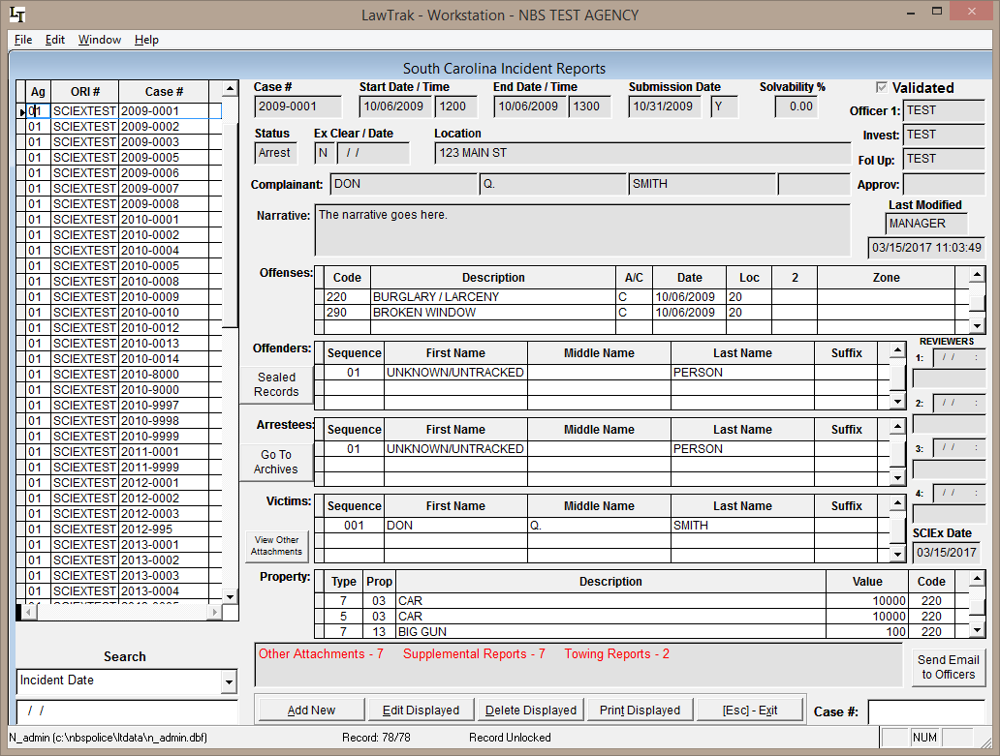 LT LawTrak - Workstation - NBS TEST AGENCY
File Edit Window Help
South Carolina Incident Reports
Ag ORI # Case #
01 SCIEXTEST 2009-0001
01 SCIEXTEST 2009-0002
01 SCIEXTEST 2009-0003
01 SCIEXTEST 2009-0005
01 SCIEXTEST 2009-0006
01 SCIEXTEST 2009-0007
01 SCIEXTEST 2009-0008
01 SCIEXTEST 2010-0001
01 SCIEXTEST 2010-0002
01 SCIEXTEST 2010-0004
01 SCIEXTEST 2010-0005
01 SCIEXTEST 2010-0008
01 SCIEXTEST 2010-0009
01 SCIEXTEST 2010-0010
01 SCIEXTEST 2010-0012
01 SCIEXTEST 2010-0013
01 SCIEXTEST 2010-0014
01 SCIEXTEST 2010-8000
01 SCIEXTEST 2010-9000
01 SCIEXTEST 2010-9997
01 SCIEXTEST 2010-9998
01 SCIEXTEST 2010-9999
01 SCIEXTEST 2011-0001
01 SCIEXTEST 2011-9999
01 SCIEXTEST 2012-0001
01 SCIEXTEST 2012-0002
01 SCIEXTEST 2012-0003
01 SCIEXTEST 2012-995
01 SCIEXTEST 2013-0001
01 SCIEXTEST 2013-0002
01 SCIEXTEST 2013-0003
01 SCIEXTEST 2013-0004
01 SCIEXTEST 2013-0005
Search
Incident Date
/ /
Case # Start Date / Time End Date / Time Submission Date Solvability % Validated
2009-0001 10/06/2009 1200 10/06/2009 1300 10/31/2009 Y 0.00
Officer 1: TEST
Status Ex Clear / Date Location
Invest: TEST
Arrest N / / 123 MAIN ST
Fol Up: TEST
Complainant: DON Q. SMITH
Approv:
Narrative: The narrative goes here.
Last Modified
MANAGER
03/15/2017 11:03:49
Offenses: Code Description A/C Date Loc 2 Zone
220 BURGLARY / LARCENY C 10/06/2009 20
290 BROKEN WINDOW C 10/06/2009 20
Offenders: Sequence First Name Middle Name Last Name Suffix
01 UNKNOWN/UNTRACKED PERSON
Sealed Records
REVIEWERS
1: / / :
2: / / :
Arrestees: Sequence First Name Middle Name Last Name Suffix
01 UNKNOWN/UNTRACKED PERSON
Go To Archives
3: / / :
4: / / :
Victims: Sequence First Name Middle Name Last Name Suffix
001 DON Q. SMITH
View Other Attachments
SCIEx Date
03/15/2017
Property: Type Prop Description Value Code
7 03 CAR 10000 220
5 03 CAR 10000 220
7 13 BIG GUN 100 220
Other Attachments - 7 Supplemental Reports - 7 Towing Reports - 2
Send Email to Officers
Add New Edit Displayed Delete Displayed Print Displayed [Esc] - Exit Case #:
N_admin (c:\nbspolice\ltdata\n_admin.dbf) Record: 78/78 Record Unlocked NUM